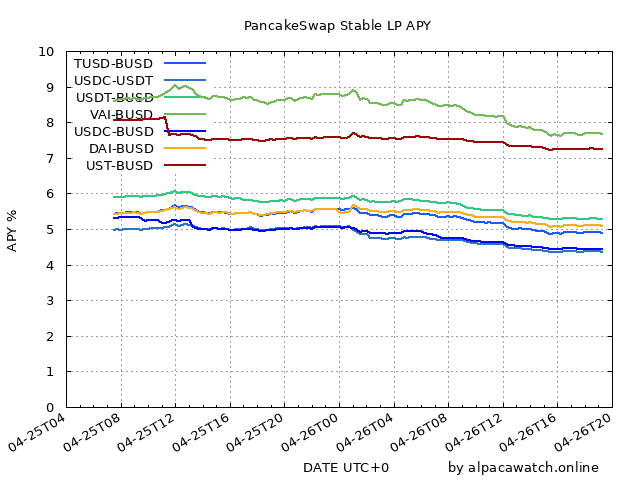 PancakeSwap Stable LP APY
10
9
8
7
6
5
4
3
2
1
0
APY %
TUSD-BUSD
USDC-USDT
USDT-BUSD
VAI-BUSD
USDC-BUSD
DAI-BUSD
UST-BUSD
04-25T04
04-25T08
04-25T12
04-25T16
04-25T20
04-26T00
04-26T04
04-26T08
04-26T12
04-26T16
04-26T20
DATE UTC+0
by alpacawatch.online